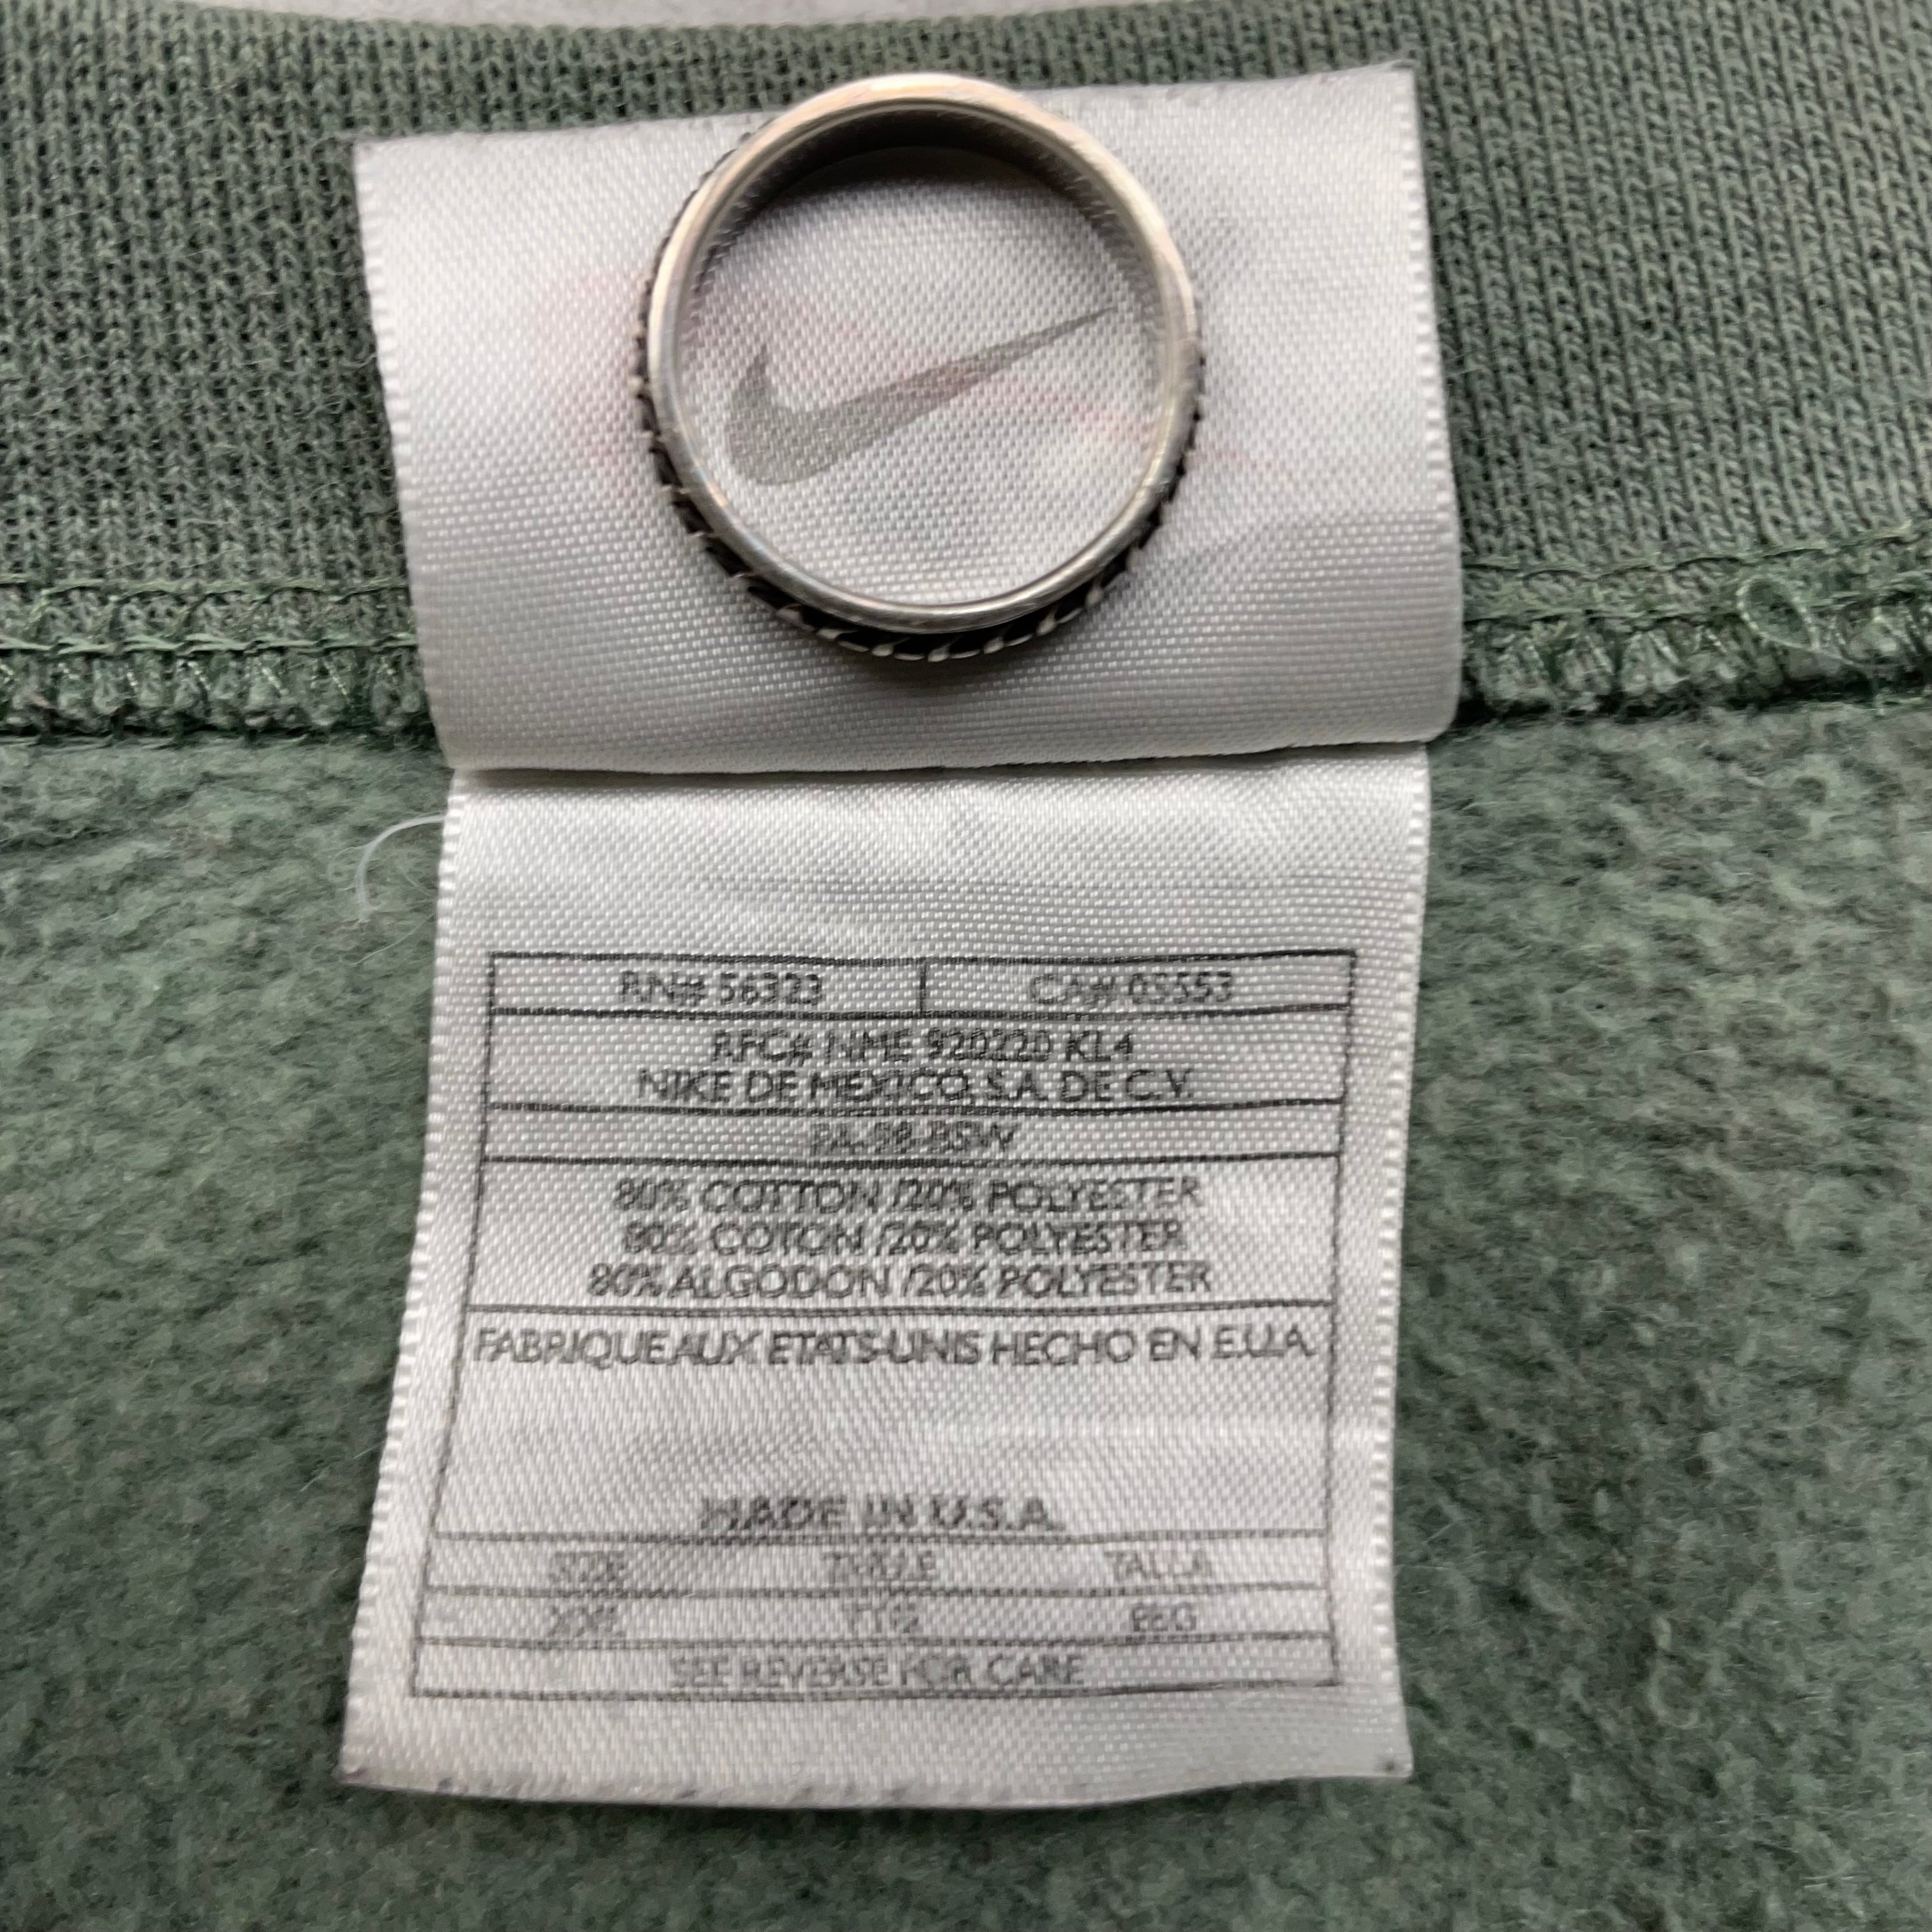 RN# 56323 CA# 05553
RFC# NME 920220 KL4
NIKE DE MEXICO, S.A. DE C.V.
FA-98-BSW
80% COTTON /20% POLYESTER
80% COTON /20% POLYESTER
80% ALGODON /20% POLYESTER
FABRIQUE AUX ETATS-UNIS HECHO EN E.U.A.
MADE IN U.S.A.
SIZE TAILLE TALLA
XXL TTG EEG
SEE REVERSE FOR CARE